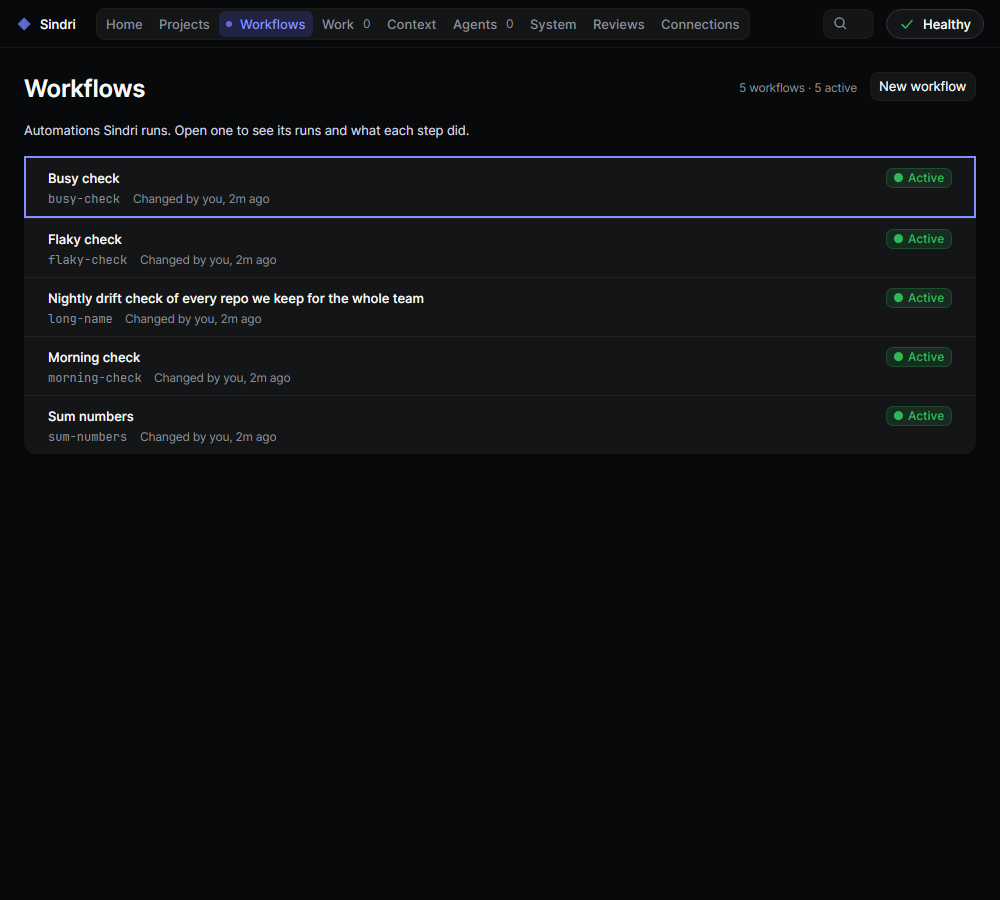 Sindri Home Projects Workflows Work 0 Context Agents 0 System Reviews Connections Healthy
Workflows 5 workflows · 5 active New workflow
Automations Sindri runs. Open one to see its runs and what each step did.
Busy check Active
busy-check Changed by you, 2m ago
Flaky check Active
flaky-check Changed by you, 2m ago
Nightly drift check of every repo we keep for the whole team Active
long-name Changed by you, 2m ago
Morning check Active
morning-check Changed by you, 2m ago
Sum numbers Active
sum-numbers Changed by you, 2m ago